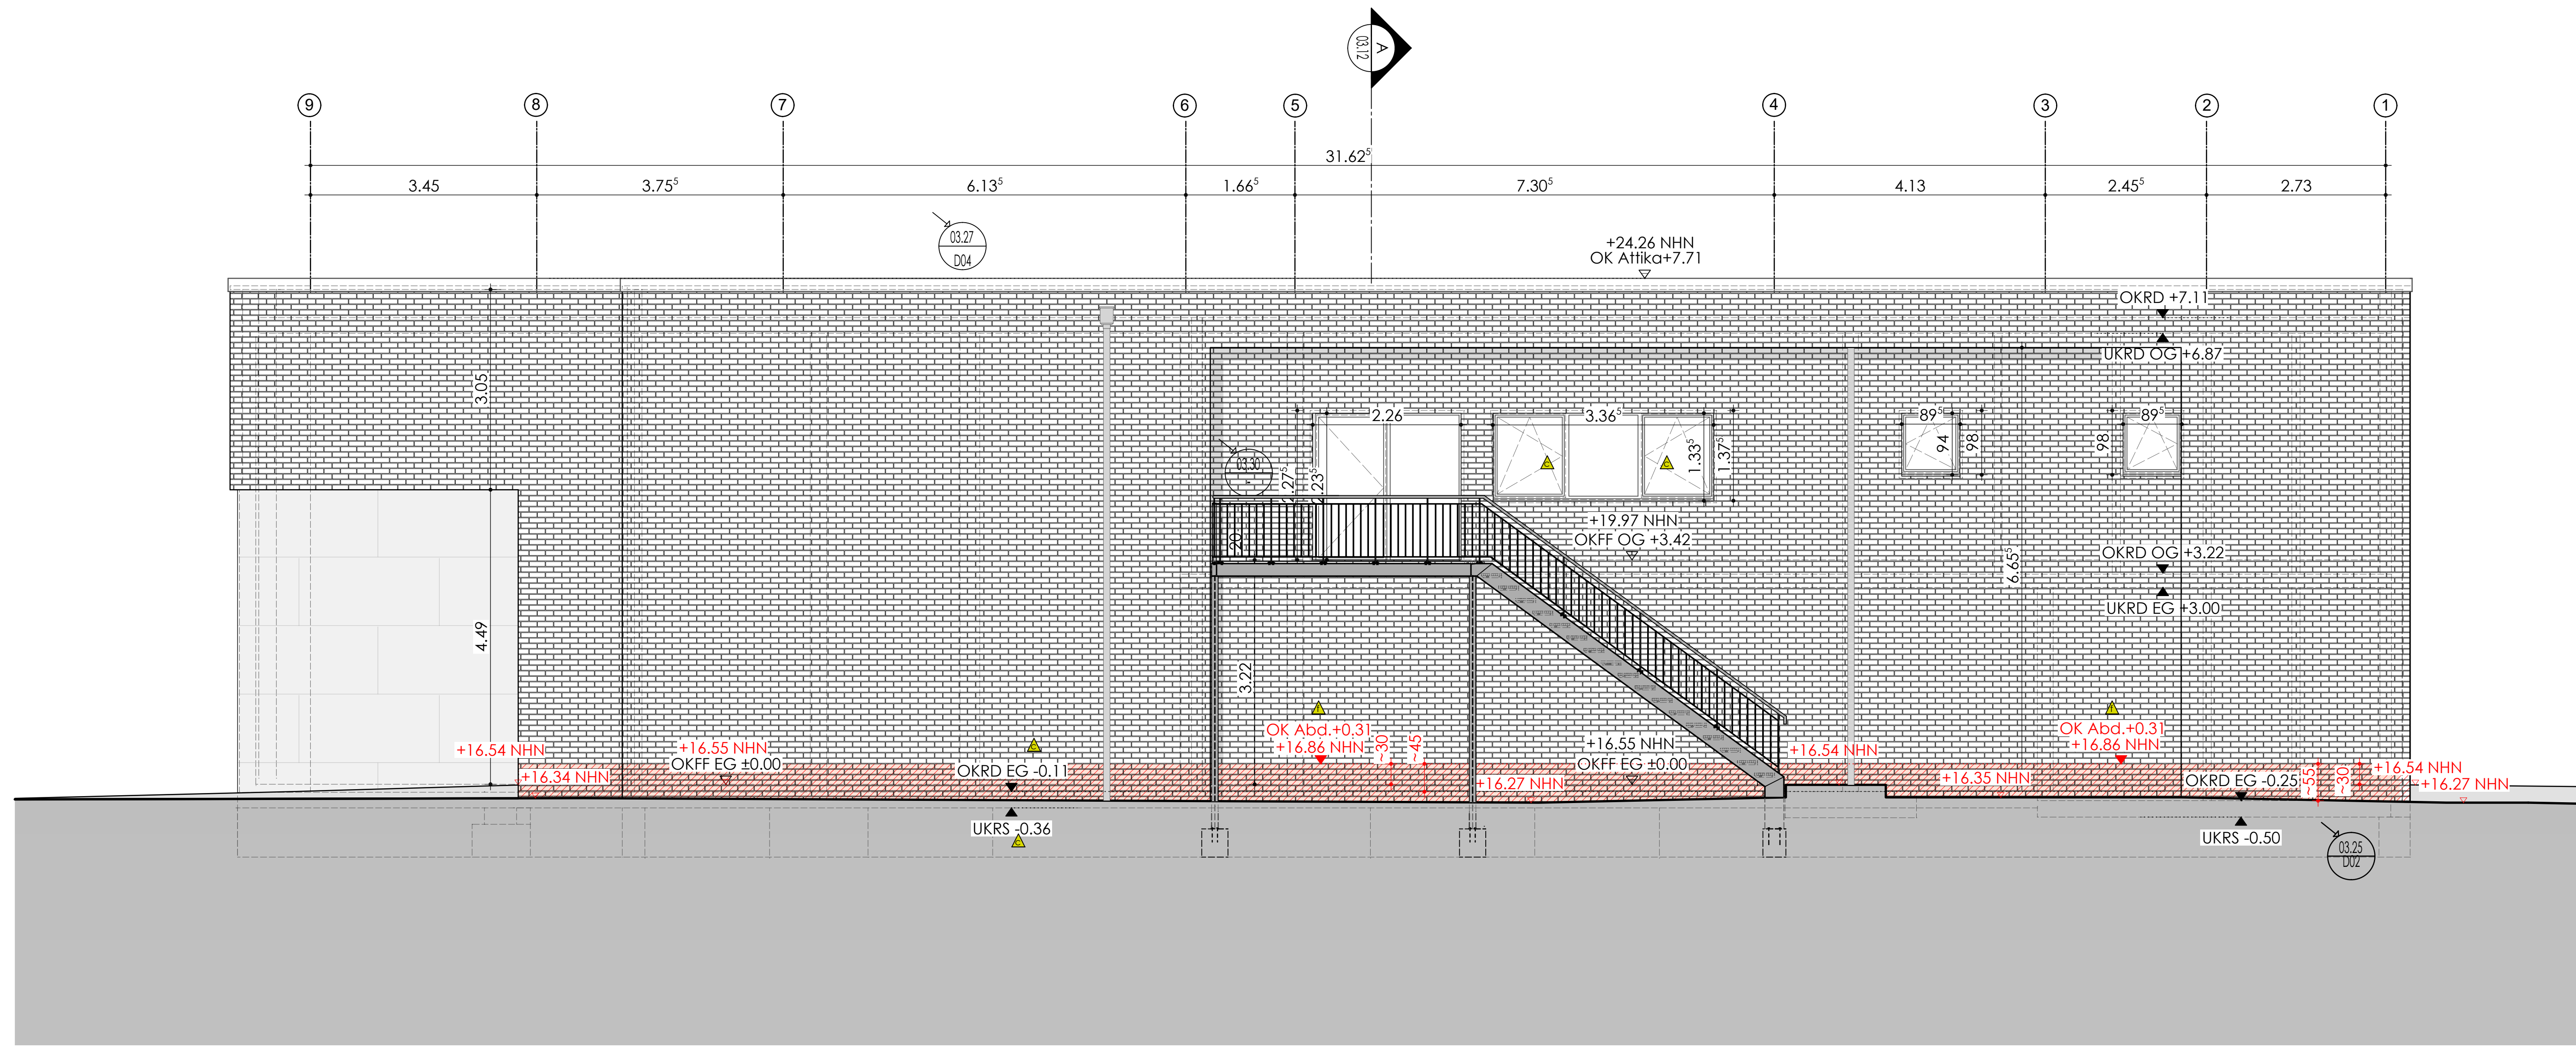 A
03.12
9
8
7
6
5
4
3
2
1
31.62⁵
3.45
3.75⁵
6.13⁵
1.66⁵
7.30⁵
4.13
2.45⁵
2.73
03.27
D04
+24.26 NHN
OK Attika+7.71
OKRD +7.11
UKRD OG +6.87
3.05
2.26
3.36⁵
89⁵
89⁵
94
98
98
1.33⁵
1.37⁵
03.30
-
2.27⁵
2.23⁵
C
C
+19.97 NHN
OKFF OG +3.42
20
OKRD OG +3.22
UKRD EG +3.00
6.65⁵
4.49
3.22
OK Abd.+0.31
+16.86 NHN
~30
~45
OK Abd.+0.31
+16.86 NHN
+16.54 NHN
+16.34 NHN
+16.55 NHN
OKFF EG ±0.00
C
OKRD EG -0.11
+16.55 NHN
OKFF EG ±0.00
+16.27 NHN
+16.54 NHN
+16.35 NHN
OKRD EG -0.25
~55
~30
+16.54 NHN
+16.27 NHN
UKRS -0.36
C
UKRS -0.50
03.25
D02